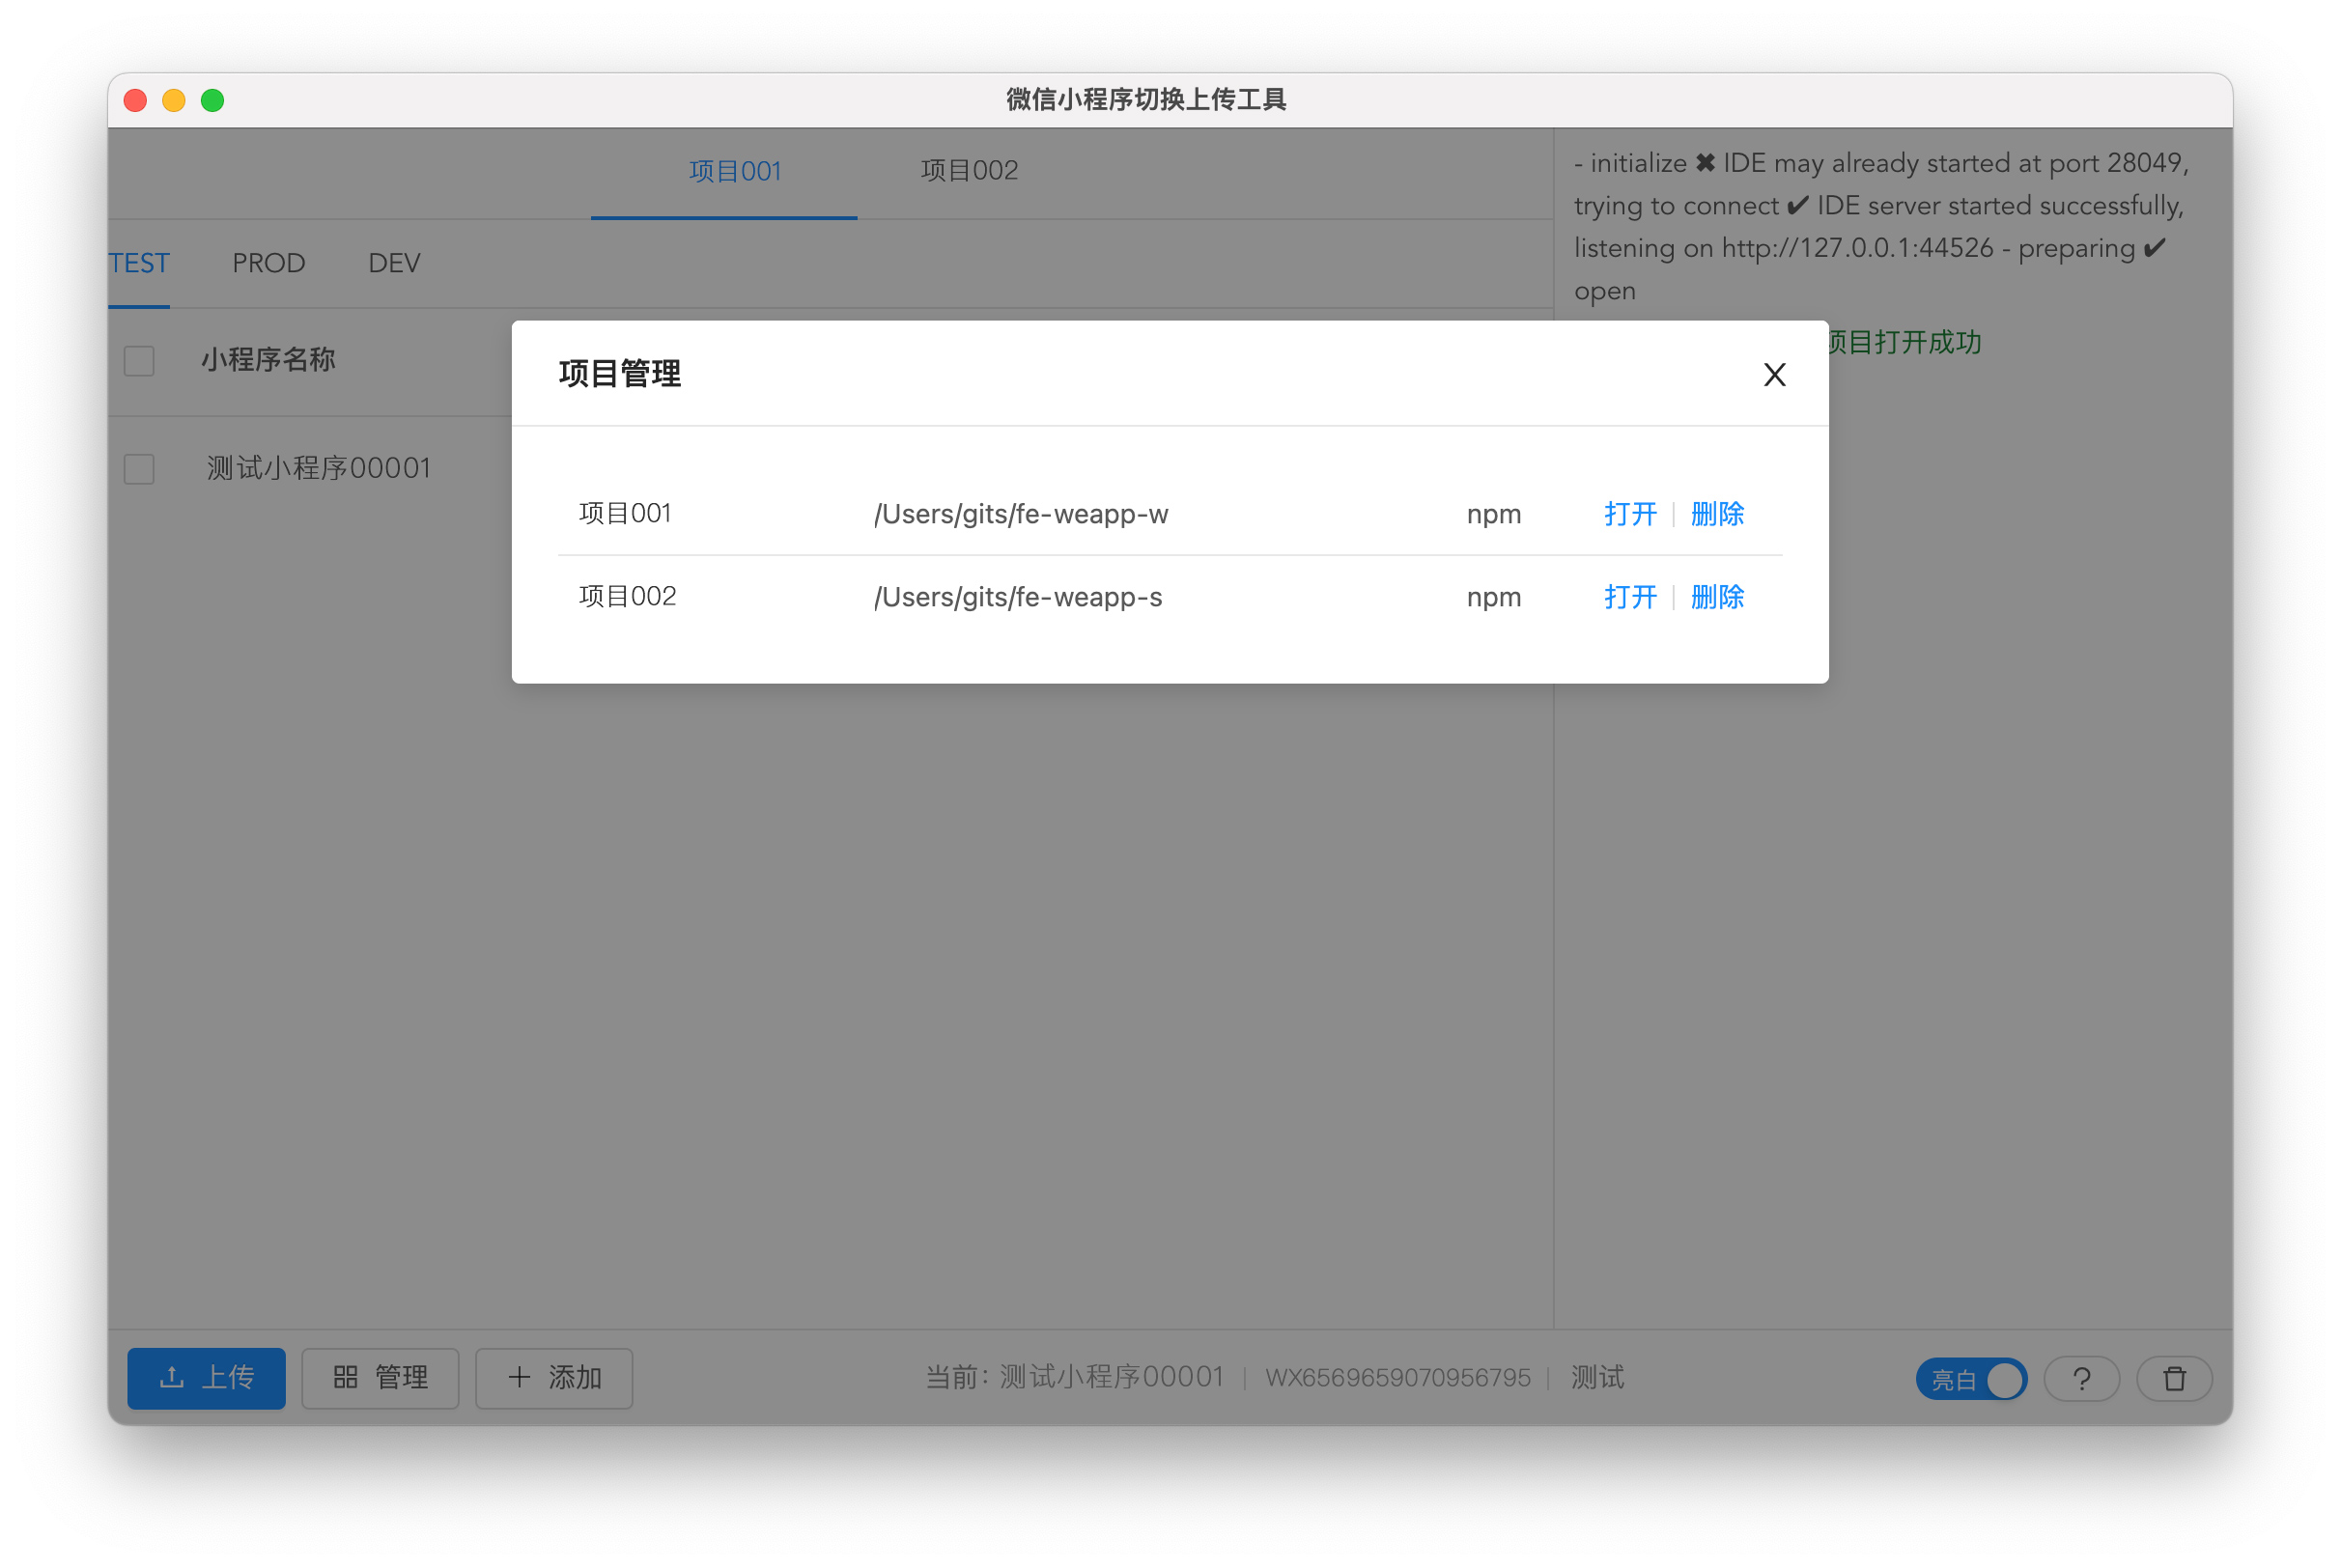 微信小程序切换上传工具
项目001 项目002
TEST PROD DEV
小程序名称
测试小程序00001
- initialize ✖ IDE may already started at port 28049,
trying to connect ✔ IDE server started successfully,
listening on http://127.0.0.1:44526 - preparing ✔
open
项目打开成功
项目管理 X
项目001 /Users/gits/fe-weapp-w npm 打开 删除
项目002 /Users/gits/fe-weapp-s npm 打开 删除
上传 管理 添加 当前：测试小程序00001 WX6569659070956795 测试 亮白 ?